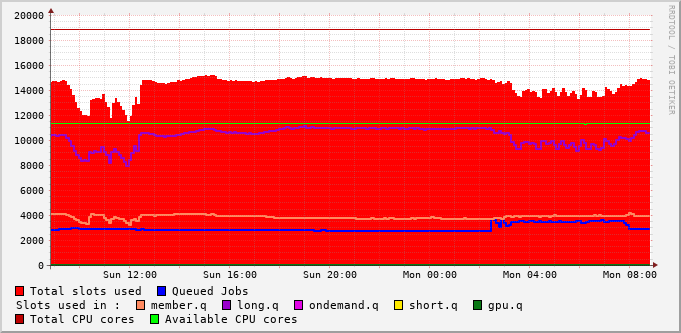 20000
18000
16000
14000
12000
10000
8000
6000
4000
2000
0
Sun 12:00 Sun 16:00 Sun 20:00 Mon 00:00 Mon 04:00 Mon 08:00
RRDTOOL / TOBI OETIKER
Total slots used Queued Jobs
Slots used in : member.q long.q ondemand.q short.q gpu.q
Total CPU cores Available CPU cores